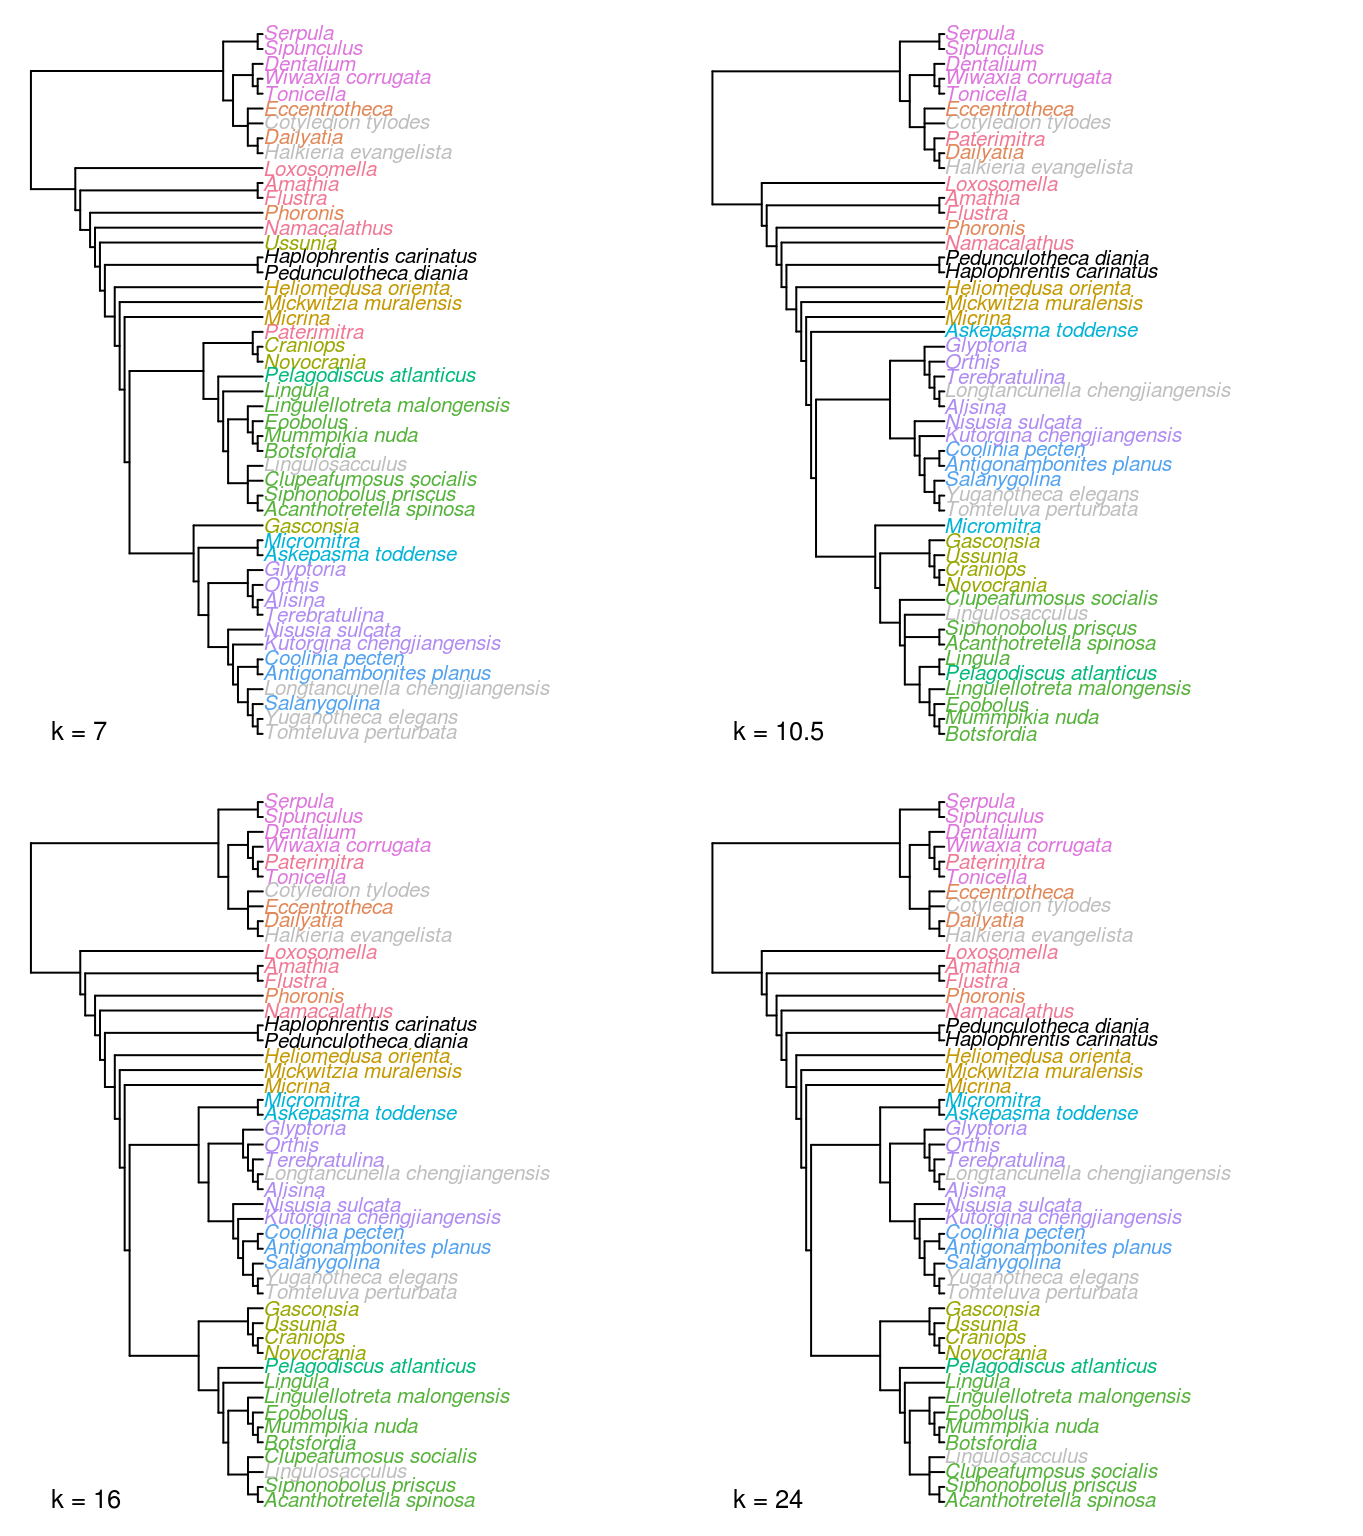 Serpula
Sipunculus
Dentalium
Wiwaxia corrugata
Tonicella
Eccentrotheca
Cotyledion tylodes
Dailyatia
Halkieria evangelista
Loxosomella
Amathia
Flustra
Phoronis
Namacalathus
Ussunia
Haplophrentis carinatus
Pedunculotheca diania
Heliomedusa orienta
Mickwitzia muralensis
Micrina
Paterimitra
Craniops
Novocrania
Pelagodiscus atlanticus
Lingula
Lingulellotreta malongensis
Eoobolus
Mummpikia nuda
Botsfordia
Lingulosacculus
Clupeafumosus socialis
Siphonobolus priscus
Acanthotretella spinosa
Gasconsia
Micromitra
Askepasma toddense
Glyptoria
Orthis
Alisina
Terebratulina
Nisusia sulcata
Kutorgina chengjiangensis
Coolinia pecten
Antigonambonites planus
Longtancunella chengjiangensis
Salanygolina
Yuganotheca elegans
Tomteluva perturbata
k = 7
Serpula
Sipunculus
Dentalium
Wiwaxia corrugata
Tonicella
Eccentrotheca
Cotyledion tylodes
Paterimitra
Dailyatia
Halkieria evangelista
Loxosomella
Amathia
Flustra
Phoronis
Namacalathus
Pedunculotheca diania
Haplophrentis carinatus
Heliomedusa orienta
Mickwitzia muralensis
Micrina
Askepasma toddense
Glyptoria
Orthis
Terebratulina
Longtancunella chengjiangensis
Alisina
Nisusia sulcata
Kutorgina chengjiangensis
Coolinia pecten
Antigonambonites planus
Salanygolina
Yuganotheca elegans
Tomteluva perturbata
Micromitra
Gasconsia
Ussunia
Craniops
Novocrania
Clupeafumosus socialis
Lingulosacculus
Siphonobolus priscus
Acanthotretella spinosa
Lingula
Pelagodiscus atlanticus
Lingulellotreta malongensis
Eoobolus
Mummpikia nuda
Botsfordia
k = 10.5
Serpula
Sipunculus
Dentalium
Wiwaxia corrugata
Paterimitra
Tonicella
Cotyledion tylodes
Eccentrotheca
Dailyatia
Halkieria evangelista
Loxosomella
Amathia
Flustra
Phoronis
Namacalathus
Haplophrentis carinatus
Pedunculotheca diania
Heliomedusa orienta
Mickwitzia muralensis
Micrina
Micromitra
Askepasma toddense
Glyptoria
Orthis
Terebratulina
Longtancunella chengjiangensis
Alisina
Nisusia sulcata
Kutorgina chengjiangensis
Coolinia pecten
Antigonambonites planus
Salanygolina
Yuganotheca elegans
Tomteluva perturbata
Gasconsia
Ussunia
Craniops
Novocrania
Pelagodiscus atlanticus
Lingula
Lingulellotreta malongensis
Eoobolus
Mummpikia nuda
Botsfordia
Clupeafumosus socialis
Lingulosacculus
Siphonobolus priscus
Acanthotretella spinosa
k = 16
Serpula
Sipunculus
Dentalium
Wiwaxia corrugata
Paterimitra
Tonicella
Eccentrotheca
Cotyledion tylodes
Dailyatia
Halkieria evangelista
Loxosomella
Amathia
Flustra
Phoronis
Namacalathus
Pedunculotheca diania
Haplophrentis carinatus
Heliomedusa orienta
Mickwitzia muralensis
Micrina
Micromitra
Askepasma toddense
Glyptoria
Orthis
Terebratulina
Longtancunella chengjiangensis
Alisina
Nisusia sulcata
Kutorgina chengjiangensis
Coolinia pecten
Antigonambonites planus
Salanygolina
Yuganotheca elegans
Tomteluva perturbata
Gasconsia
Ussunia
Craniops
Novocrania
Pelagodiscus atlanticus
Lingula
Lingulellotreta malongensis
Eoobolus
Mummpikia nuda
Botsfordia
Lingulosacculus
Clupeafumosus socialis
Siphonobolus priscus
Acanthotretella spinosa
k = 24